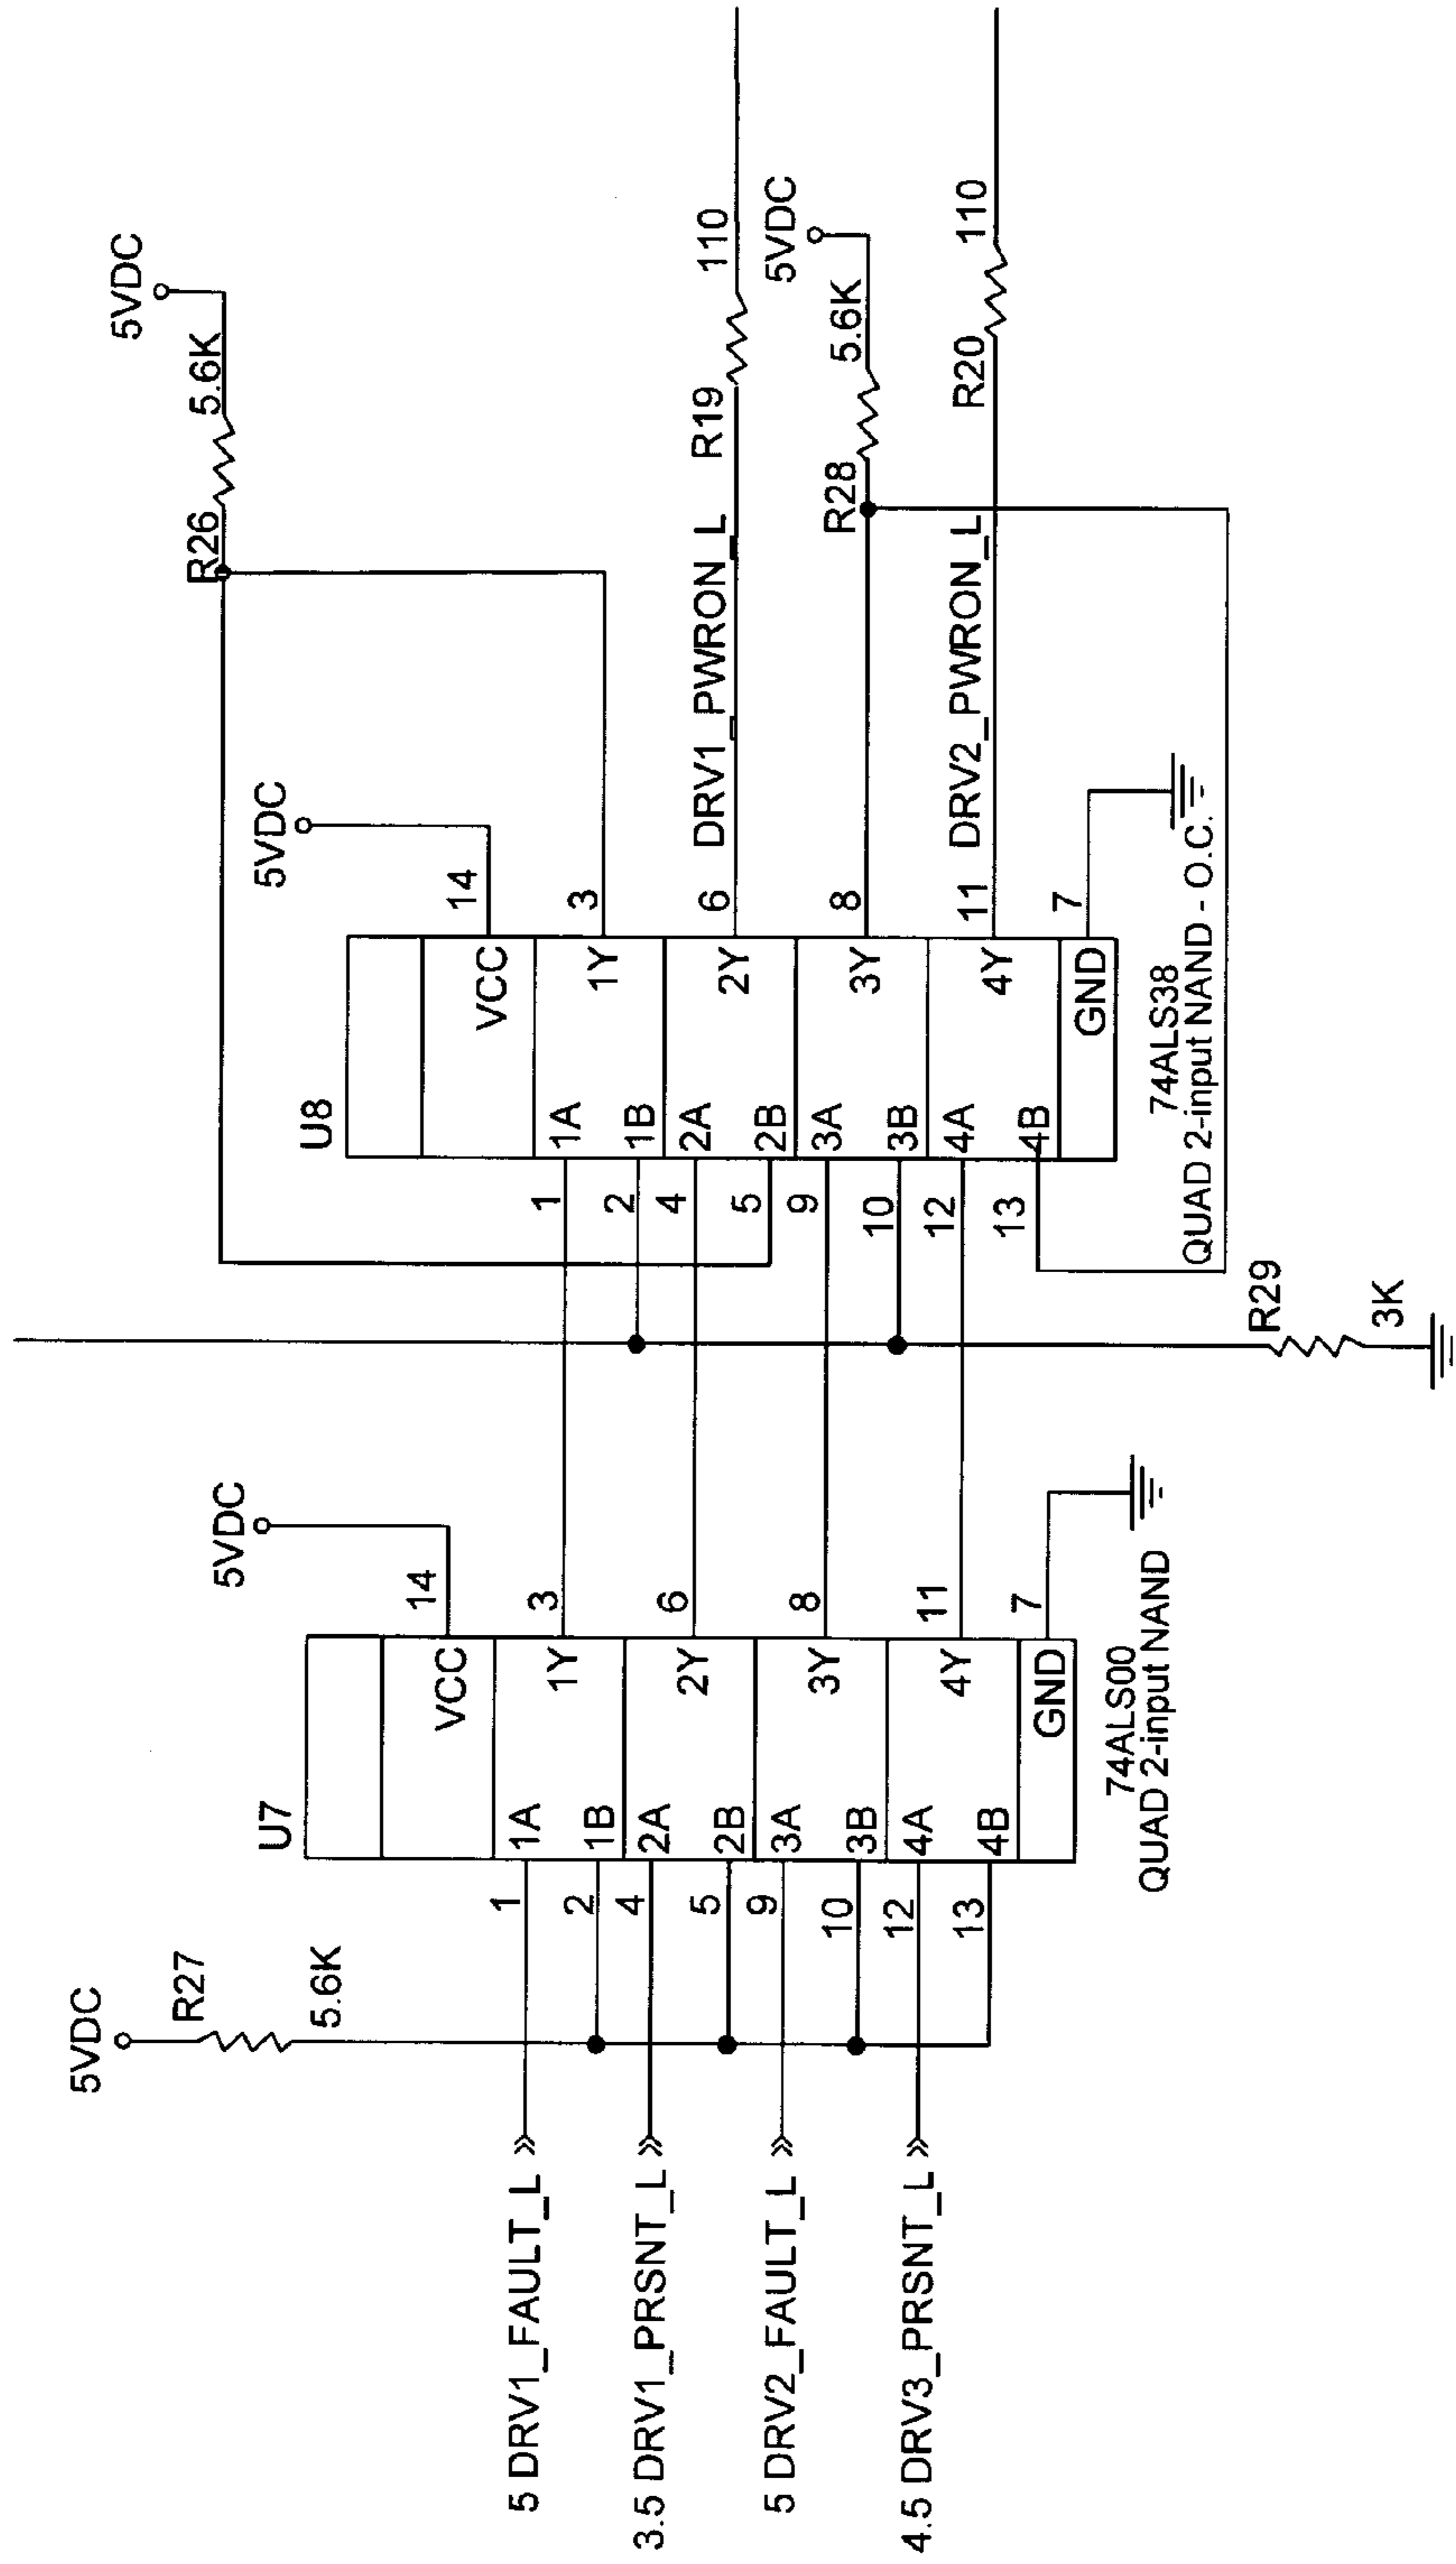 5VDC
R26
5.6K
5VDC
5VDC
R27
5.6K
5VDC
U7
U8
VCC
14
VCC
14
5 DRV1_FAULT_L
1
1A
1Y
3
1
1A
1Y
3
2
1B
2
1B
3.5 DRV1_PRSNT_L
4
2A
2Y
6
4
2A
2Y
6
DRV1_PWRON_L
R19
110
5
2B
5
2B
5VDC
5 DRV2_FAULT_L
9
3A
3Y
8
9
3A
3Y
8
R28
5.6K
10
3B
10
3B
4.5 DRV3_PRSNT_L
12
4A
4Y
11
12
4A
4Y
11
DRV2_PWRON_L
R20
110
13
4B
13
4B
GND
7
GND
7
74ALS00
QUAD 2-input NAND
74ALS38
QUAD 2-input NAND - O.C.
R29
3K